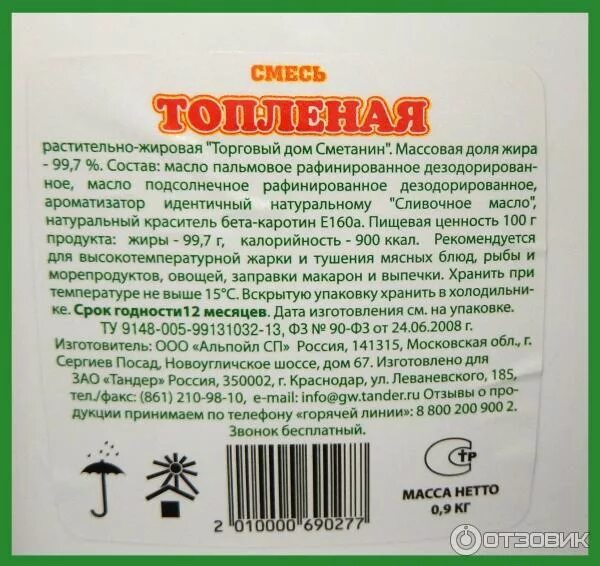 СМЕСЬ
ТОПЛЕНАЯ
растительно-жировая "Торговый дом Сметанин". Массовая доля жира
- 99,7 %. Состав: масло пальмовое рафинированное дезодорирован-
ное, масло подсолнечное рафинированное дезодорированное,
ароматизатор идентичный натуральному "Сливочное масло",
натуральный краситель бета-каротин Е160а. Пищевая ценность 100 г
продукта: жиры - 99,7 г, калорийность - 900 ккал. Рекомендуется
для высокотемпературной жарки и тушения мясных блюд, рыбы и
морепродуктов, овощей, заправки макарон и выпечки. Хранить при
температуре не выше 15°С. Вскрытую упаковку хранить в холодильни-
ке. Срок годности12 месяцев. Дата изготовления см. на упаковке.
ТУ 9148-005-99131032-13, ФЗ № 90-ФЗ от 24.06.2008 г.
Изготовитель: ООО «Альпойл СП» Россия, 141315, Московская обл., г.
Сергиев Посад, Новоугличское шоссе, дом 67. Изготовлено для
ЗАО «Тандер» Россия, 350002, г. Краснодар, ул. Леваневского, 185,
тел./факс: (861) 210-98-10, e-mail: info@gw.tander.ru Отзывы о про-
дукции принимаем по телефону «горячей линии»: 8 800 200 900 2.
Звонок бесплатный.
2 010000 690277
СтР
МАССА НЕТТО
0,9 КГ
ОТЗОВИК